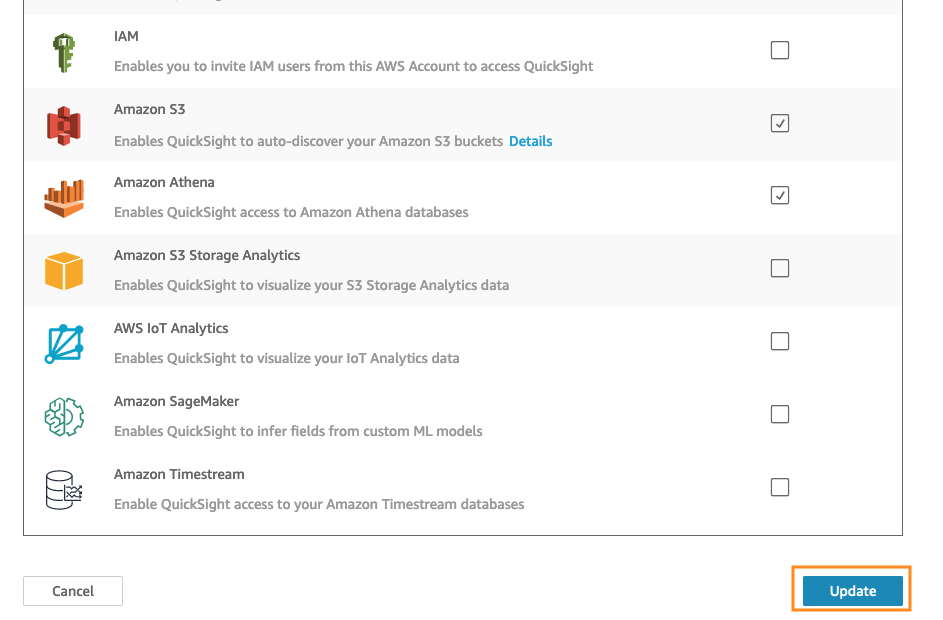 IAM
Enables you to invite IAM users from this AWS Account to access QuickSight
Amazon S3
Enables QuickSight to auto-discover your Amazon S3 buckets Details
Amazon Athena
Enables QuickSight access to Amazon Athena databases
Amazon S3 Storage Analytics
Enables QuickSight to visualize your S3 Storage Analytics data
AWS IoT Analytics
Enables QuickSight to visualize your IoT Analytics data
Amazon SageMaker
Enables QuickSight to infer fields from custom ML models
Amazon Timestream
Enable QuickSight access to your Amazon Timestream databases
Cancel
Update